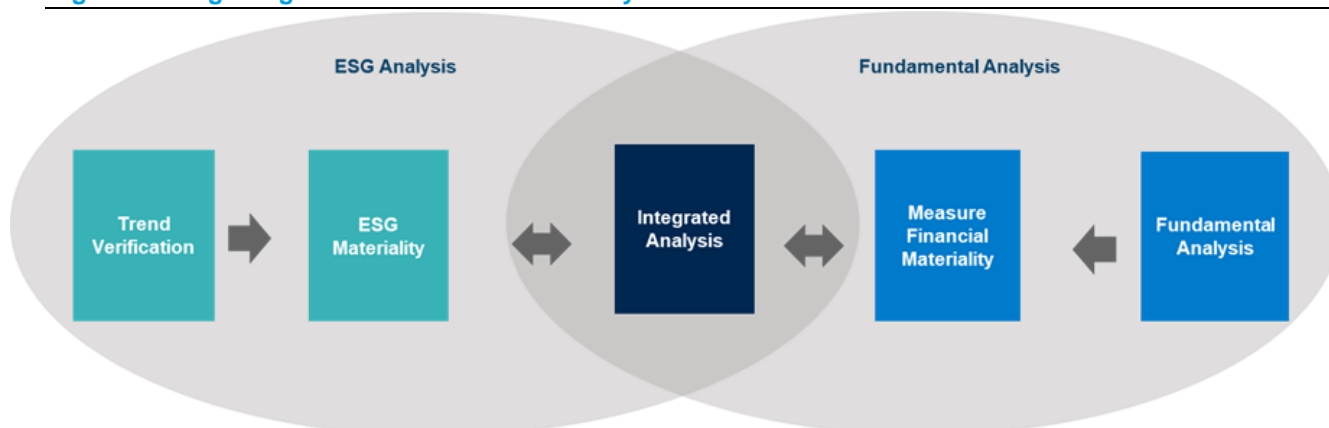 ESG Analysis
Fundamental Analysis
Trend
Verification
ESG
Materiality
Integrated
Analysis
Measure
Financial
Materiality
Fundamental
Analysis